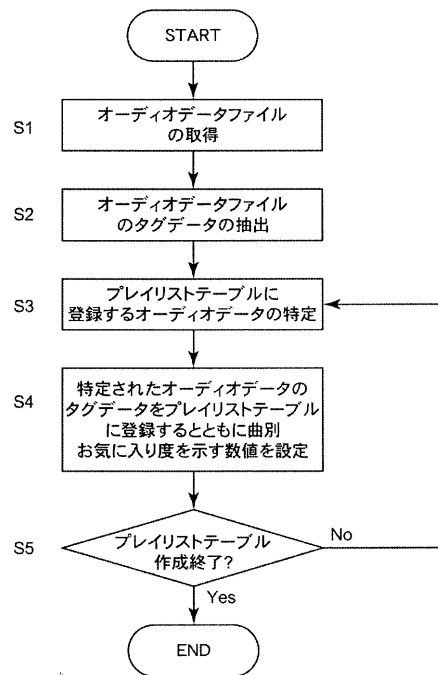 START
S1
オーディオデータファイル
の取得
S2
オーディオデータファイル
のタグデータの抽出
S3
プレイリストテーブルに
登録するオーディオデータの特定
S4
特定されたオーディオデータの
タグデータをプレイリストテーブル
に登録するとともに曲別
お気に入り度を示す数値を設定
S5
プレイリストテーブル
作成終了?
No
Yes
END